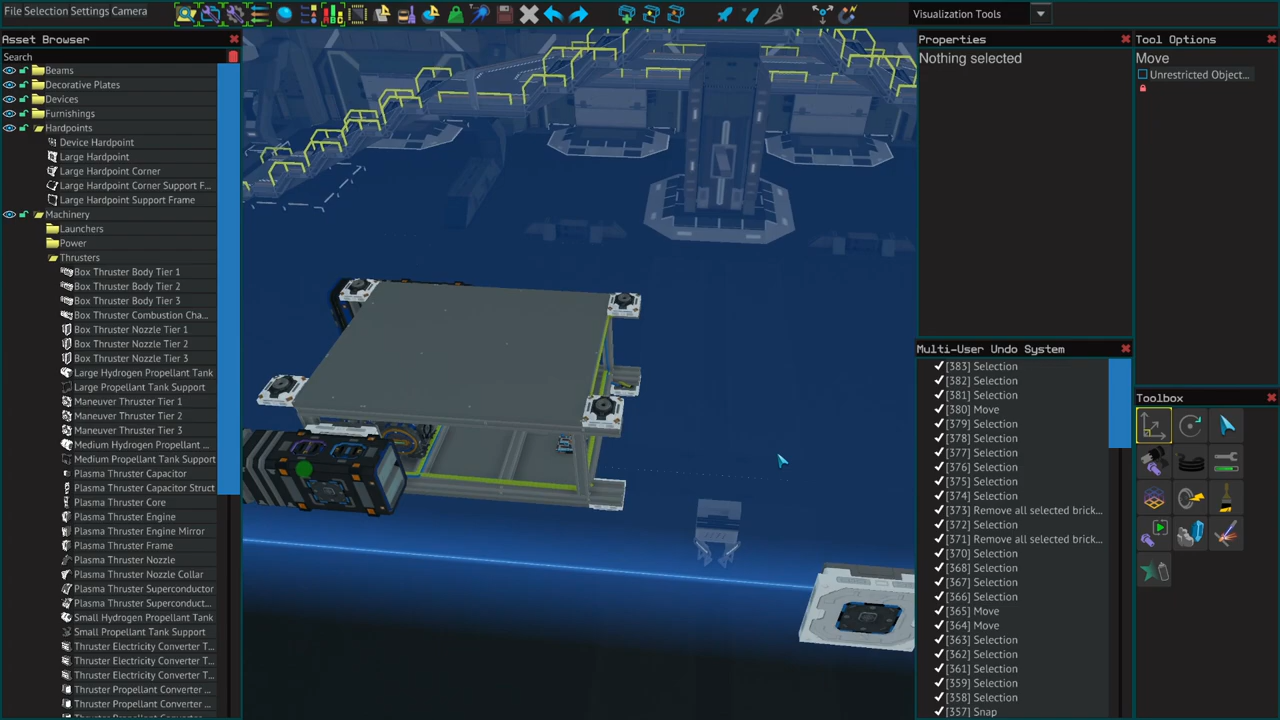 File Selection Settings Camera
Visualization Tools
Asset Browser
Search
Beams
Decorative Plates
Devices
Furnishings
Hardpoints
Device Hardpoint
Large Hardpoint
Large Hardpoint Corner
Large Hardpoint Corner Support F...
Large Hardpoint Support Frame
Machinery
Launchers
Power
Thrusters
Box Thruster Body Tier 1
Box Thruster Body Tier 2
Box Thruster Body Tier 3
Box Thruster Combustion Cha...
Box Thruster Nozzle Tier 1
Box Thruster Nozzle Tier 2
Box Thruster Nozzle Tier 3
Large Hydrogen Propellant Tank
Large Propellant Tank Support
Maneuver Thruster Tier 1
Maneuver Thruster Tier 2
Maneuver Thruster Tier 3
Medium Hydrogen Propellant ...
Medium Propellant Tank Support
Plasma Thruster Capacitor
Plasma Thruster Capacitor Struct
Plasma Thruster Core
Plasma Thruster Engine
Plasma Thruster Engine Mirror
Plasma Thruster Frame
Plasma Thruster Nozzle
Plasma Thruster Nozzle Collar
Plasma Thruster Superconductor
Plasma Thruster Superconduct...
Small Hydrogen Propellant Tank
Small Propellant Tank Support
Thruster Electricity Converter T...
Thruster Electricity Converter T...
Thruster Electricity Converter T...
Thruster Propellant Converter ...
Thruster Propellant Converter ...
Properties
Nothing selected
Tool Options
Move
Unrestricted Object...
Multi-User Undo System
[383] Selection
[382] Selection
[381] Selection
[380] Move
[379] Selection
[378] Selection
[377] Selection
[376] Selection
[375] Selection
[374] Selection
[373] Remove all selected brick...
[372] Selection
[371] Remove all selected brick...
[370] Selection
[368] Selection
[367] Selection
[366] Selection
[365] Move
[364] Move
[363] Selection
[362] Selection
[361] Selection
[359] Selection
[358] Selection
[357] Snap
Toolbox